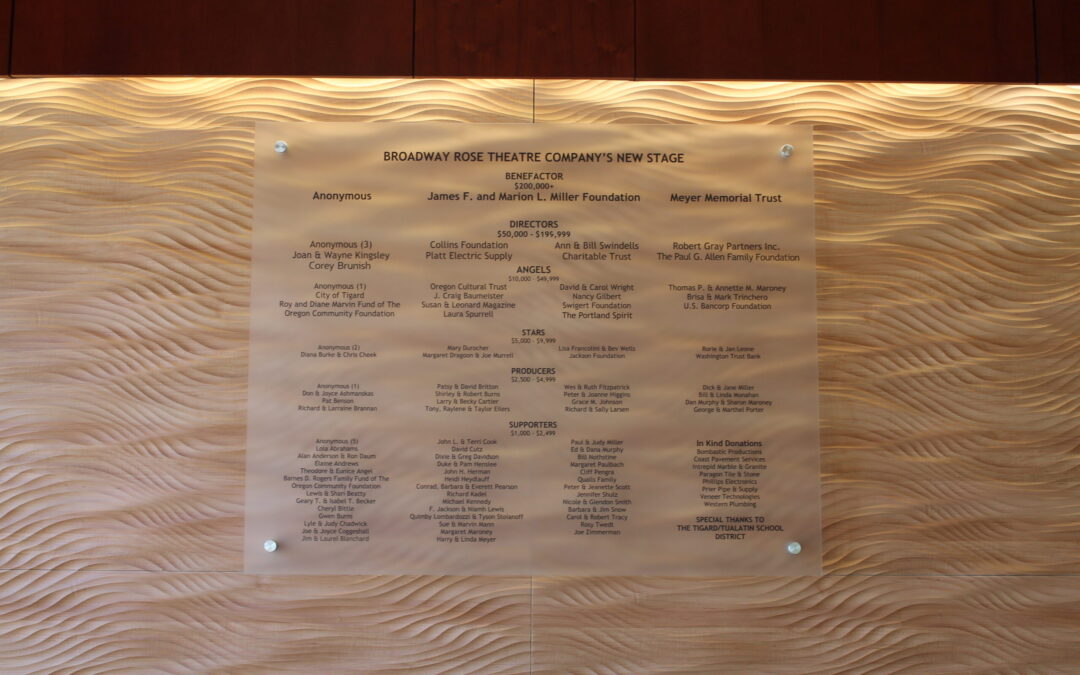 BROADWAY ROSE THEATRE COMPANY'S NEW STAGE
BENEFACTOR
$200,000+
Anonymous
James F. and Marion L. Miller Foundation
Meyer Memorial Trust
DIRECTORS
$50,000 - $199,999
Anonymous (3)
Joan & Wayne Kingsley
Corey Brunish
Collins Foundation
Platt Electric Supply
Ann & Bill Swindells
Charitable Trust
Robert Gray Partners Inc.
The Paul G. Allen Family Foundation
ANGELS
$10,000 - $49,999
Anonymous (1)
City of Tigard
Roy and Diane Marvin Fund of The
Oregon Community Foundation
Oregon Cultural Trust
J. Craig Baumeister
Susan & Leonard Magazine
Laura Spurrell
David & Carol Wright
Nancy Gilbert
Swigert Foundation
The Portland Spirit
Thomas P. & Annette M. Maroney
Brisa & Mark Trinchero
U.S. Bancorp Foundation
STARS
$5,000 - $9,999
Anonymous (2)
Diana Burke & Chris Cheek
Mary Durocher
Margaret Dragoon & Joe Murrell
Lisa Francolini & Bev Wells
Jackson Foundation
Rorie & Jan Leone
Washington Trust Bank
PRODUCERS
$2,500 - $4,999
Anonymous (1)
Don & Joyce Ashmanskas
Pat Benson
Richard & Larraine Brannan
Patsy & David Britton
Shirley & Robert Burns
Larry & Becky Cartier
Tony, Raylene & Taylor Ellers
Wes & Ruth Fitzpatrick
Peter & Joanne Higgins
Grace M. Johnson
Richard & Sally Larsen
Dick & Jane Miller
Bill & Linda Monahan
Dan Murphy & Sharon Maroney
George & Marthel Porter
SUPPORTERS
$1,000 - $2,499
Anonymous (5)
Lola Abrahams
Alan Anderson & Ron Daum
Elaine Andrews
Theodore & Eunice Angel
Barnes D. Rogers Family Fund of The
Oregon Community Foundation
Lewis & Shari Beatty
Geary T. & Isabel T. Becker
Cheryl Bittle
Gwen Burns
Lyle & Judy Chadwick
Joe & Joyce Coggeshall
Jim & Laurel Blanchard
John L. & Terri Cook
David Cutz
Dixie & Greg Davidson
Duke & Pam Henslee
John H. Herman
Heidi Heydlauff
Conrad, Barbara & Everett Pearson
Richard Kadel
Michael Kennedy
F. Jackson & Niamh Lewis
Quimby Lombardozzi & Tyson Stoianoff
Sue & Marvin Mann
Margaret Maroney
Harry & Linda Meyer
Paul & Judy Miller
Ed & Dana Murphy
Bill Nothstine
Margaret Paulbach
Cliff Pengra
Qualls Family
Peter & Jeanette Scott
Jennifer Shulz
Nicole & Glendon Smith
Barbara & Jim Snow
Carol & Robert Tracy
Roxy Twedt
Joe Zimmerman
In Kind Donations
Bombastic Productions
Coast Pavement Services
Intrepid Marble & Granite
Paragon Tile & Stone
Phillips Electronics
Prier Pipe & Supply
Veneer Technologies
Western Plumbing
SPECIAL THANKS TO
THE TIGARD/TUALATIN SCHOOL
DISTRICT